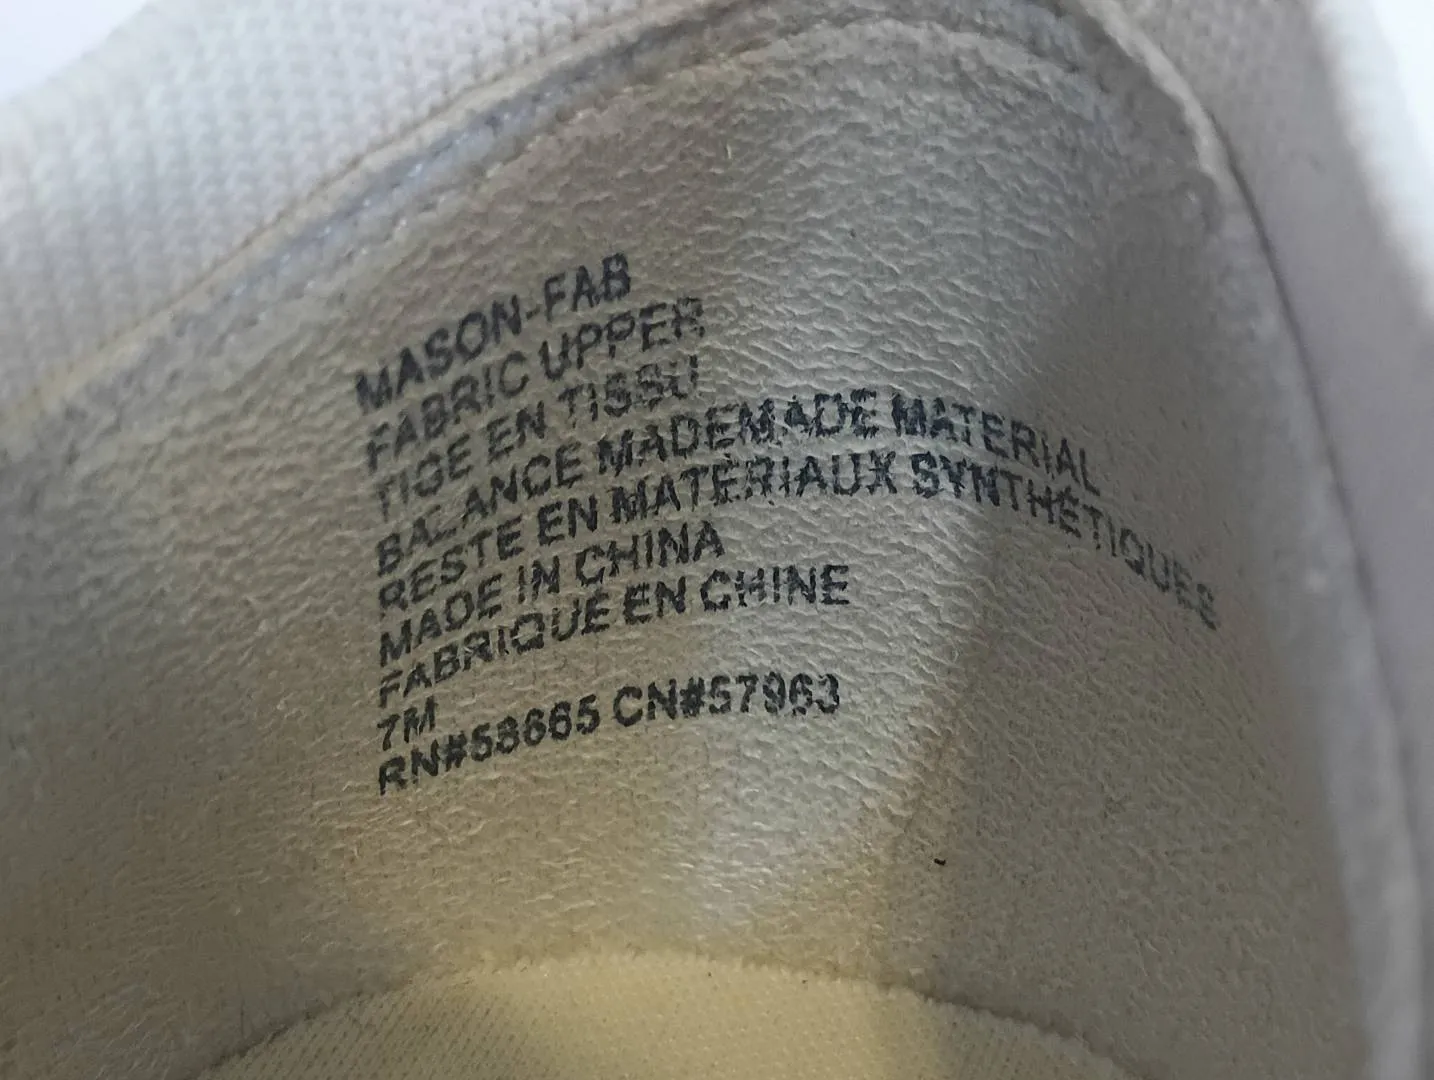 MASON-FAB
FABRIC UPPER
TIGE EN TISSU
BALANCE MADEMADE MATERIAL
RESTE EN MATÉRIAUX SYNTHÉTIQUES
MADE IN CHINA
FABRIQUÉ EN CHINE
7M
RN#58665 CN#57963